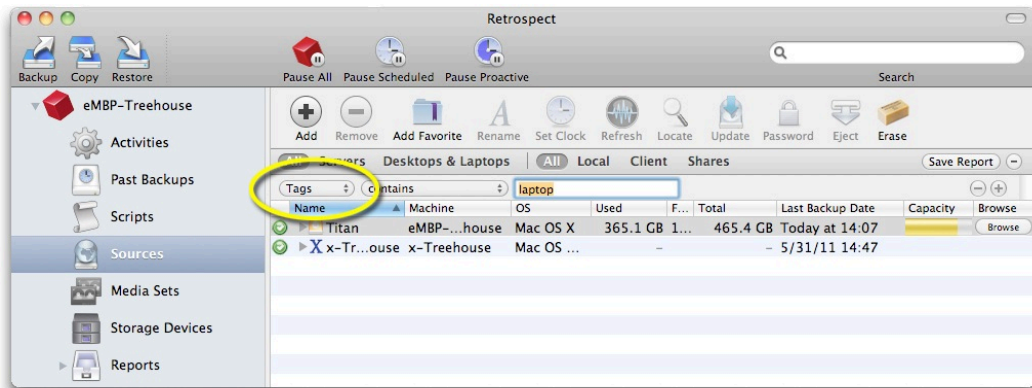 Retrospect
Backup Copy Restore Pause All Pause Scheduled Pause Proactive Search
eMBP-Treehouse
Activities
Past Backups
Scripts
Sources
Media Sets
Storage Devices
Reports
Add Remove Add Favorite Rename Set Clock Refresh Locate Update Password Eject Erase
All Servers Desktops & Laptops All Local Client Shares Save Report
Tags contains laptop
Name Machine OS Used F... Total Last Backup Date Capacity Browse
Titan eMBP-...house Mac OS X 365.1 GB 1... 465.4 GB Today at 14:07 Browse
x-Tr...ouse x-Treehouse Mac OS ... – – 5/31/11 14:47